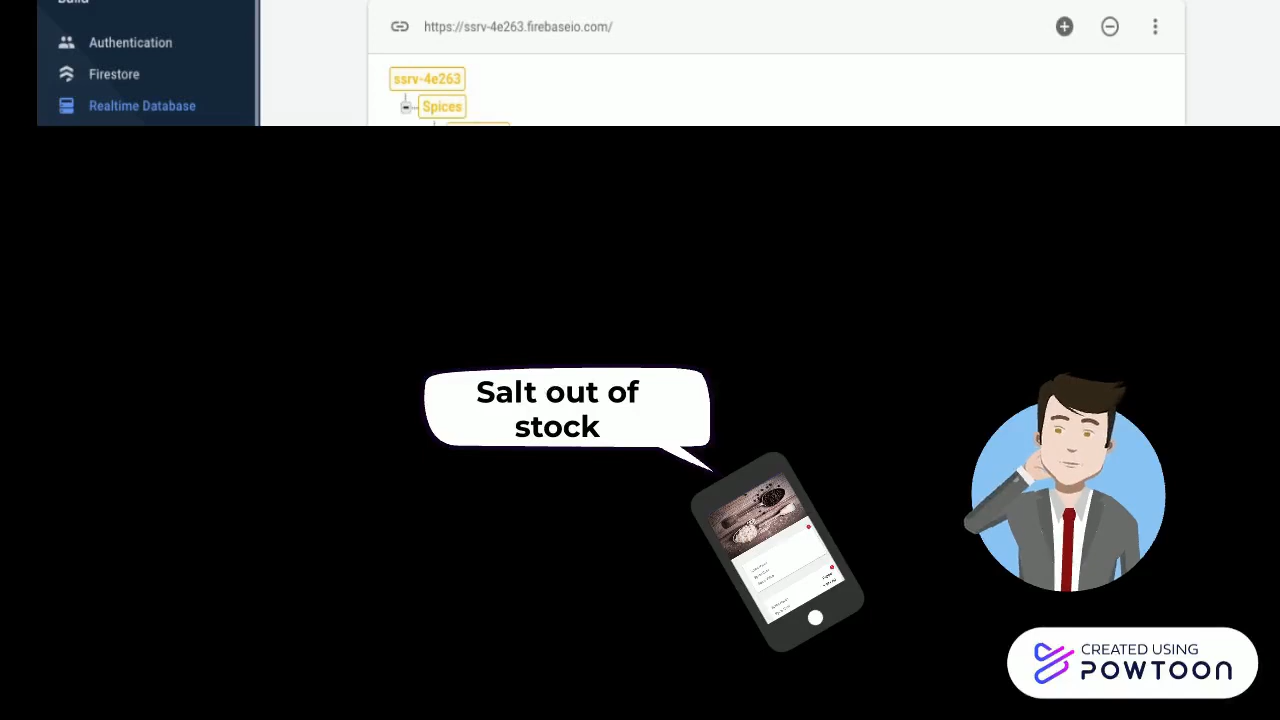 Build
https://ssrv-4e263.firebaseio.com/
Authentication
Firestore
ssrv-4e263
Realtime Database
Spices
Salt out of
stock
CREATED USING
POWTOON